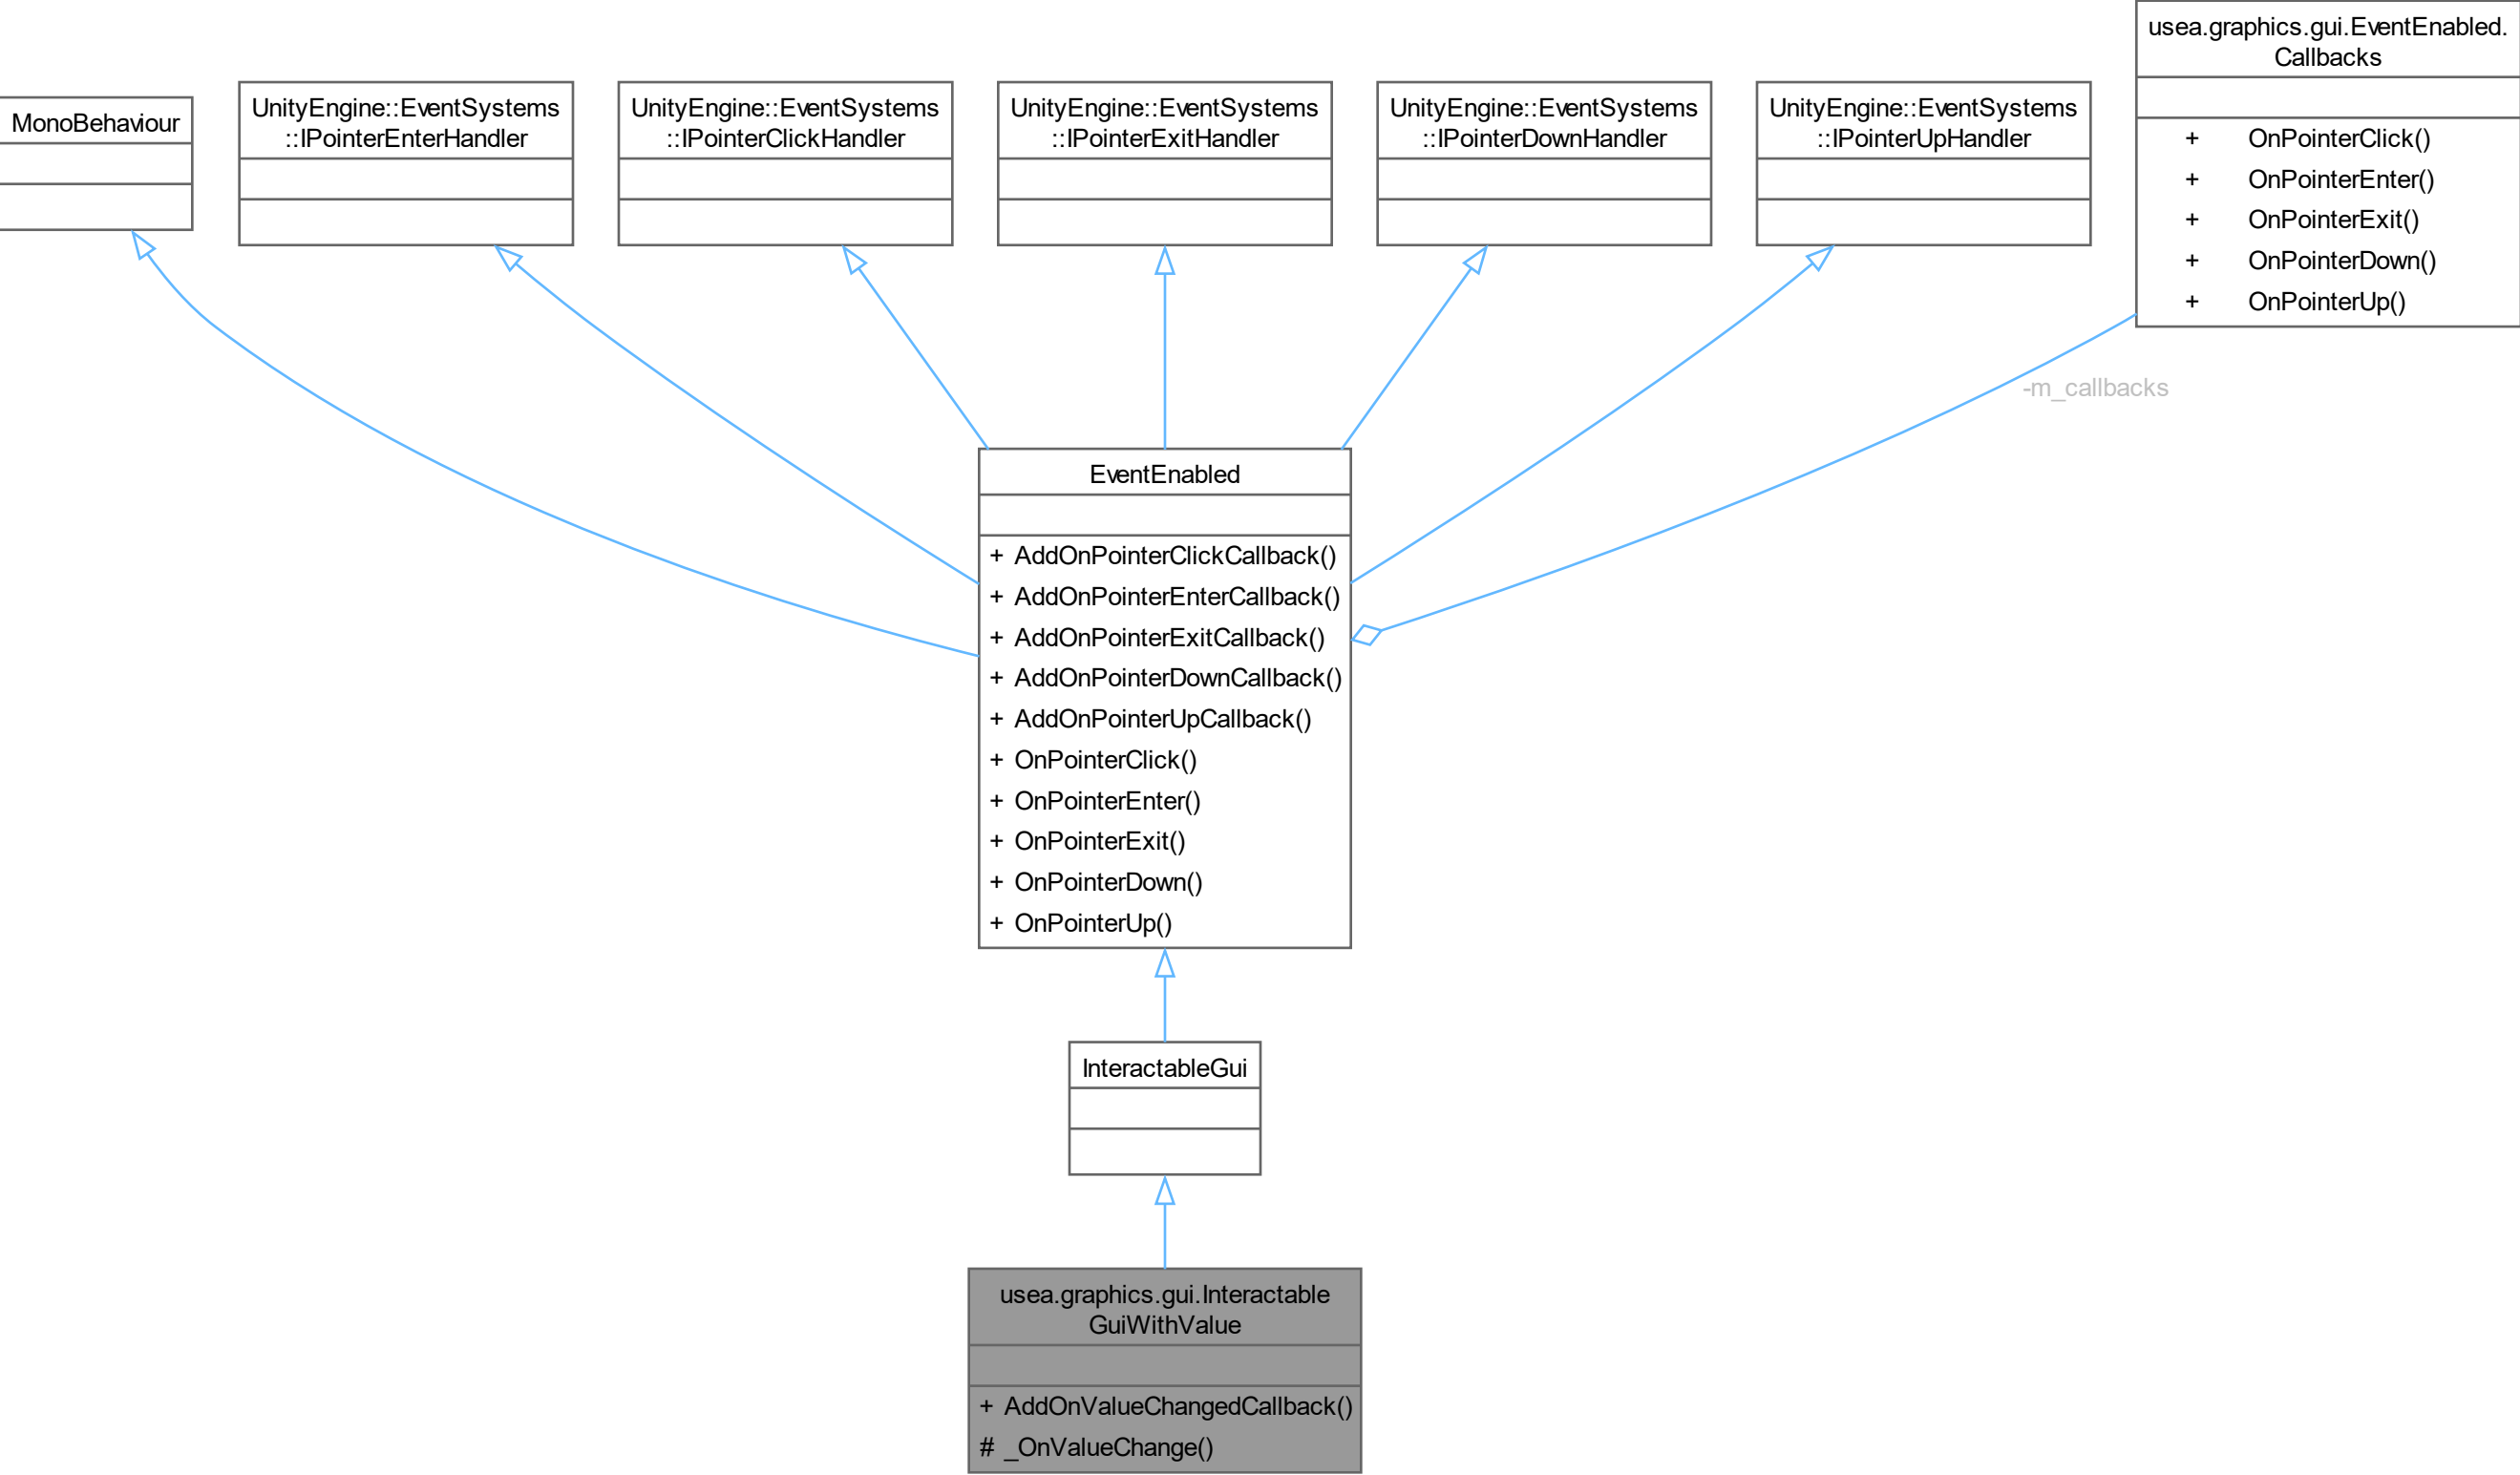 MonoBehaviour
UnityEngine::EventSystems
::IPointerEnterHandler
UnityEngine::EventSystems
::IPointerClickHandler
UnityEngine::EventSystems
::IPointerExitHandler
UnityEngine::EventSystems
::IPointerDownHandler
UnityEngine::EventSystems
::IPointerUpHandler
usea.graphics.gui.EventEnabled.
Callbacks
+ OnPointerClick()
+ OnPointerEnter()
+ OnPointerExit()
+ OnPointerDown()
+ OnPointerUp()
-m_callbacks
EventEnabled
+ AddOnPointerClickCallback()
+ AddOnPointerEnterCallback()
+ AddOnPointerExitCallback()
+ AddOnPointerDownCallback()
+ AddOnPointerUpCallback()
+ OnPointerClick()
+ OnPointerEnter()
+ OnPointerExit()
+ OnPointerDown()
+ OnPointerUp()
InteractableGui
usea.graphics.gui.Interactable
GuiWithValue
+ AddOnValueChangedCallback()
# _OnValueChange()